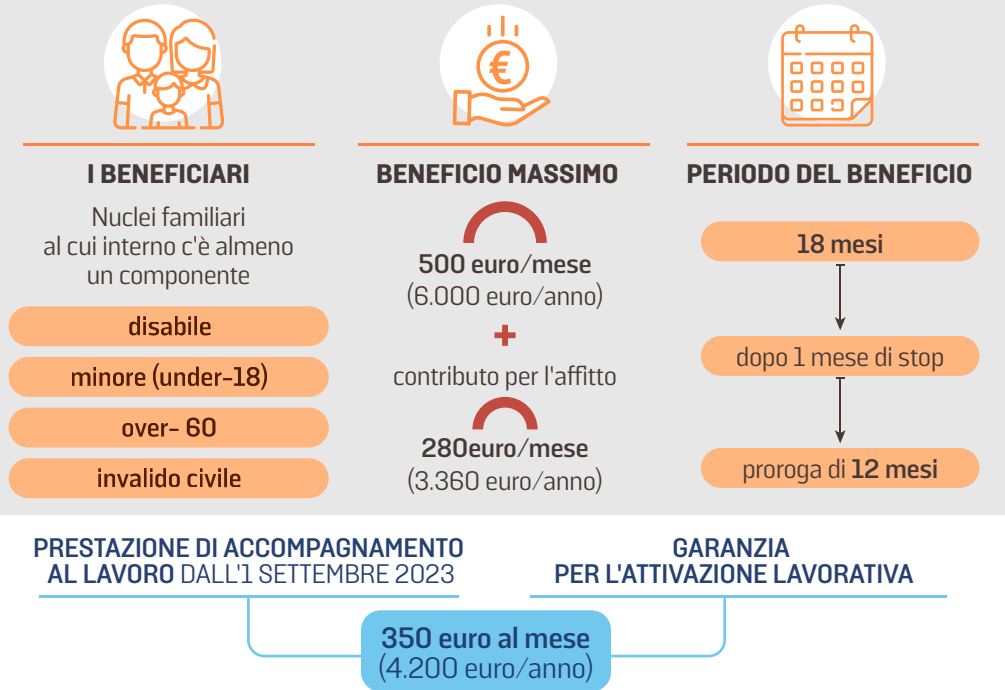 €
I BENEFICIARI
Nuclei familiari
al cui interno c'è almeno
un componente
disabile
minore (under-18)
over- 60
invalido civile
BENEFICIO MASSIMO
500 euro/mese
(6.000 euro/anno)
+
contributo per l'affitto
280euro/mese
(3.360 euro/anno)
PERIODO DEL BENEFICIO
18 mesi
dopo 1 mese di stop
proroga di 12 mesi
PRESTAZIONE DI ACCOMPAGNAMENTO
AL LAVORO DALL'1 SETTEMBRE 2023
GARANZIA
PER L'ATTIVAZIONE LAVORATIVA
350 euro al mese
(4.200 euro/anno)